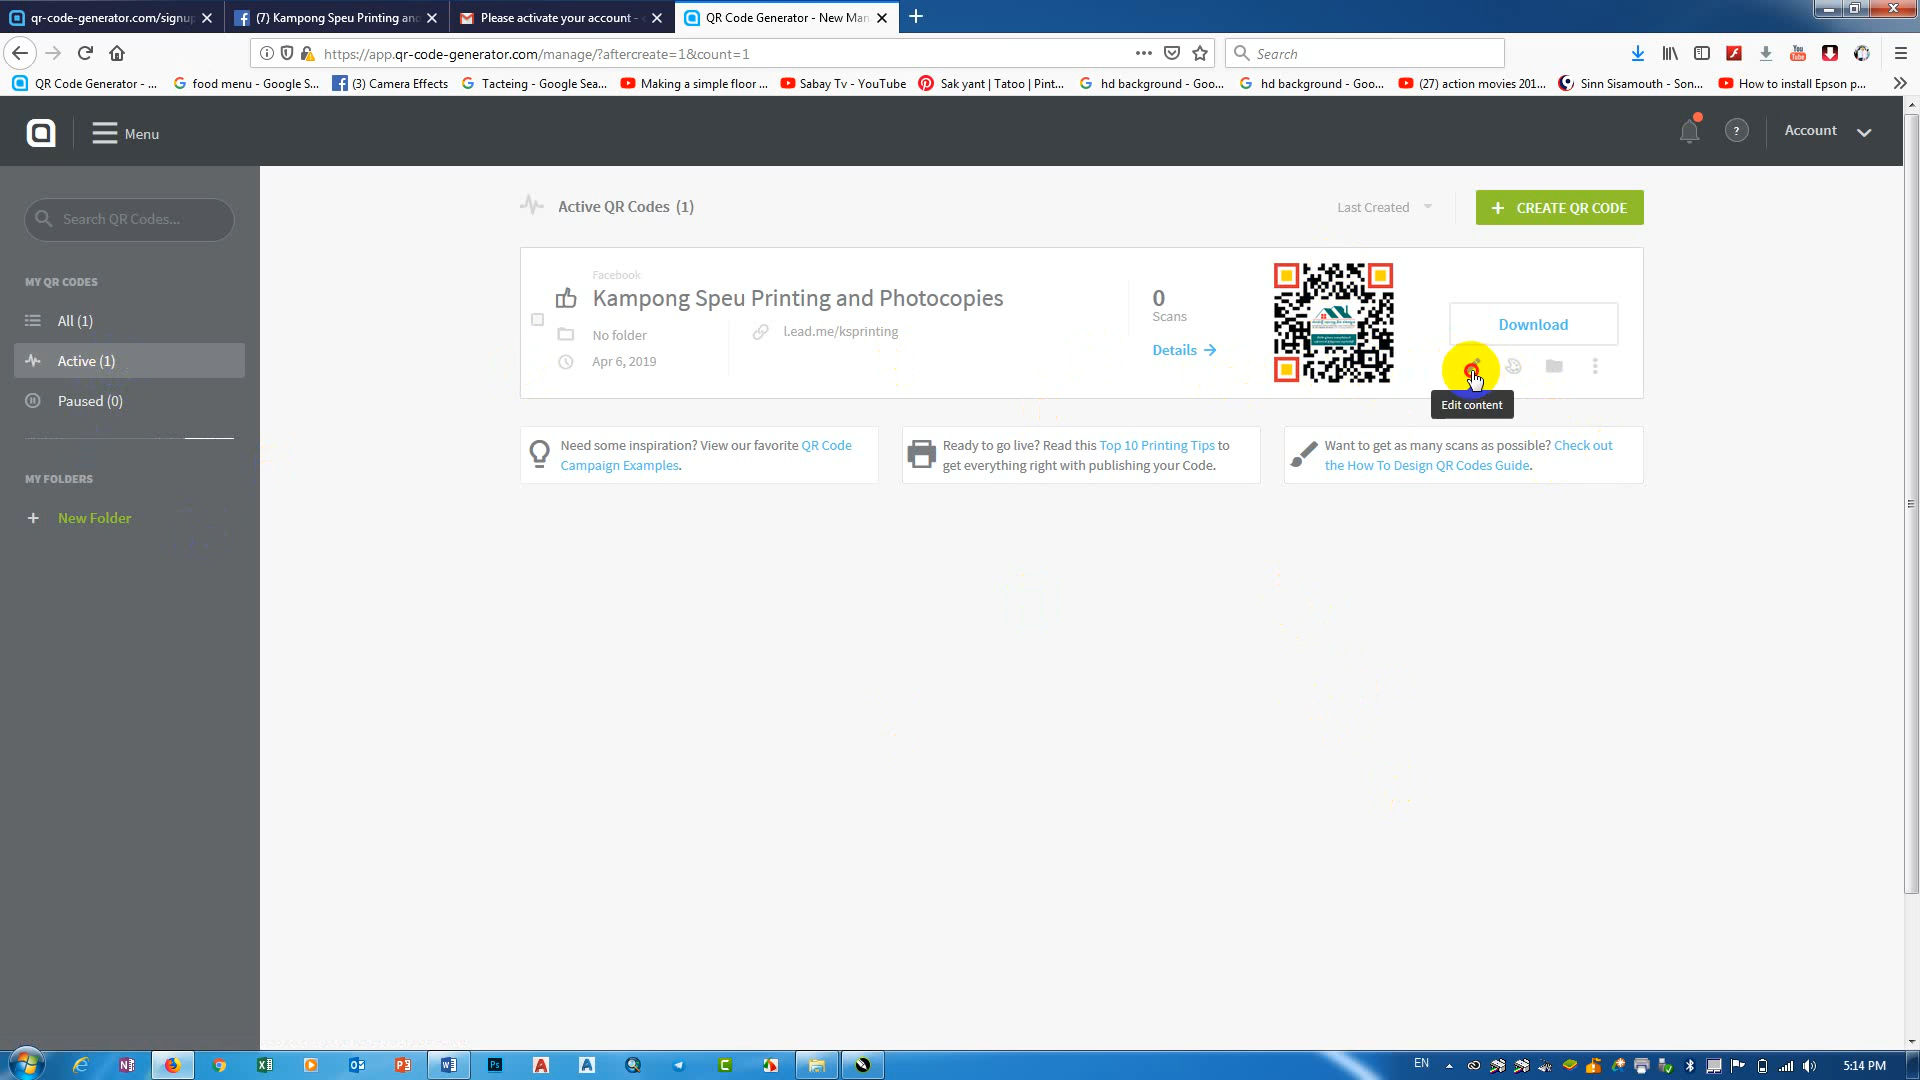 qr-code-generator.com/signup
(7) Kampong Speu Printing and
Please activate your account -
QR Code Generator - New Man
https://app.qr-code-generator.com/manage/?aftercreate=1&count=1
Search
QR Code Generator - ...
food menu - Google S...
(3) Camera Effects
Tacteing - Google Sea...
Making a simple floor ...
Sabay Tv - YouTube
Sak yant | Tatoo | Pint...
hd background - Goo...
hd background - Goo...
(27) action movies 201...
Sinn Sisamouth - Son...
How to install Epson p...
Menu
Account
Search QR Codes...
MY QR CODES
All (1)
Active (1)
Paused (0)
MY FOLDERS
+ New Folder
Active QR Codes (1)
Last Created
+ CREATE QR CODE
Facebook
Kampong Speu Printing and Photocopies
No folder
Lead.me/ksprinting
Apr 6, 2019
0
Scans
Details
Download
Edit content
Need some inspiration? View our favorite QR Code
Campaign Examples.
Ready to go live? Read this Top 10 Printing Tips to
get everything right with publishing your Code.
Want to get as many scans as possible? Check out
the How To Design QR Codes Guide.
EN
5:14 PM